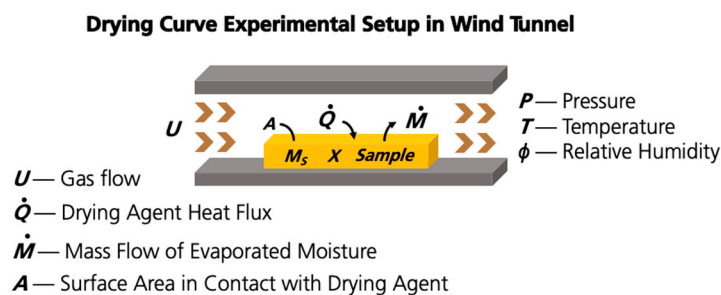 Drying Curve Experimental Setup in Wind Tunnel
U
A
Q̇
Ṁ
Mₛ X Sample
P — Pressure
T — Temperature
ϕ — Relative Humidity
U — Gas flow
Q̇ — Drying Agent Heat Flux
Ṁ — Mass Flow of Evaporated Moisture
A — Surface Area in Contact with Drying Agent